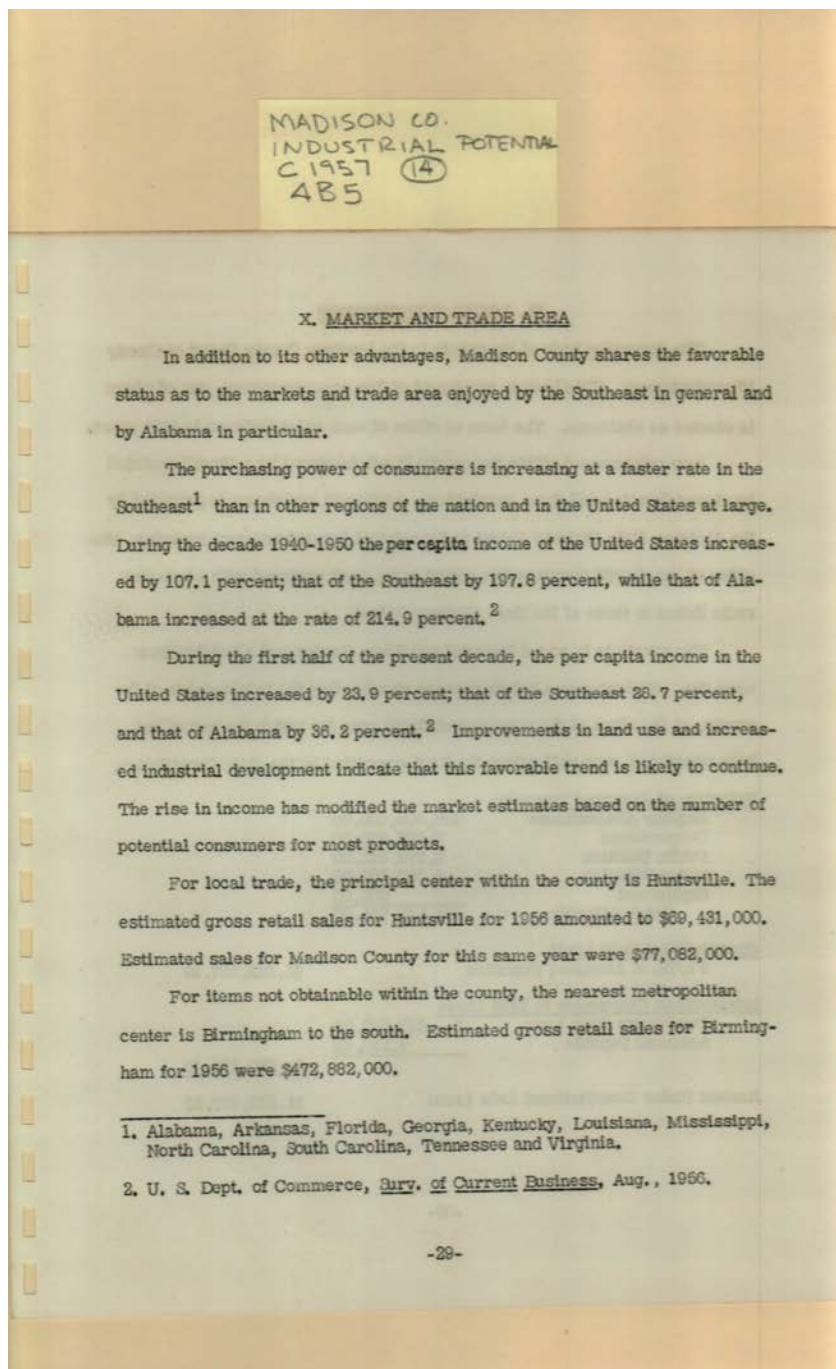 MADISON CO.
INDUSTRIAL POTENTIAL
C 1957 14
4B5
X. MARKET AND TRADE AREA
In addition to its other advantages, Madison County shares the favorable
status as to the markets and trade area enjoyed by the Southeast in general and
by Alabama in particular.
The purchasing power of consumers is increasing at a faster rate in the
Southeast1 than in other regions of the nation and in the United States at large.
During the decade 1940-1950 the per capita income of the United States increas-
ed by 107.1 percent; that of the Southeast by 197.8 percent, while that of Ala-
bama increased at the rate of 214.9 percent.2
During the first half of the present decade, the per capita income in the
United States increased by 23.9 percent; that of the Southeast 28.7 percent,
and that of Alabama by 36.2 percent.2 Improvements in land use and increas-
ed industrial development indicate that this favorable trend is likely to continue.
The rise in income has modified the market estimates based on the number of
potential consumers for most products.
For local trade, the principal center within the county is Huntsville. The
estimated gross retail sales for Huntsville for 1956 amounted to $69,431,000.
Estimated sales for Madison County for this same year were $77,082,000.
For items not obtainable within the county, the nearest metropolitan
center is Birmingham to the south. Estimated gross retail sales for Birming-
ham for 1956 were $472,882,000.
1. Alabama, Arkansas, Florida, Georgia, Kentucky, Louisiana, Mississippi,
North Carolina, South Carolina, Tennessee and Virginia.
2. U. S. Dept. of Commerce, Surv. of Current Business, Aug., 1956.
-29-